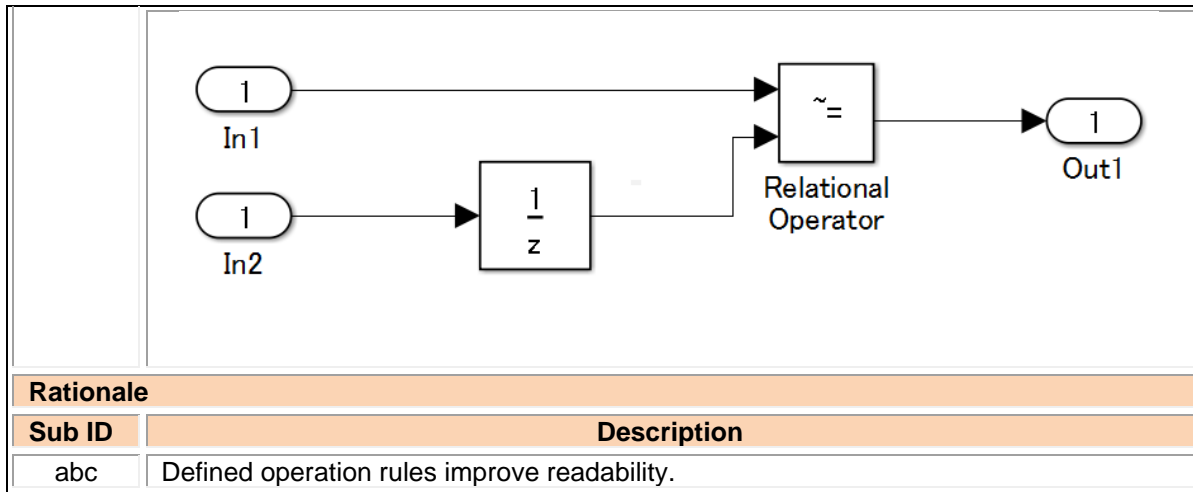 1
In1
~=
1
Out1
Relational
Operator
1
In2
1
z
Rationale
Sub ID Description
abc Defined operation rules improve readability.